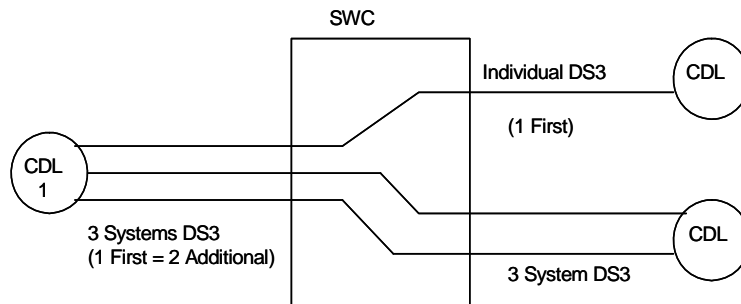 SWC
Individual DS3
CDL
(1 First)
CDL
1
3 Systems DS3
(1 First = 2 Additional)
CDL
3 System DS3